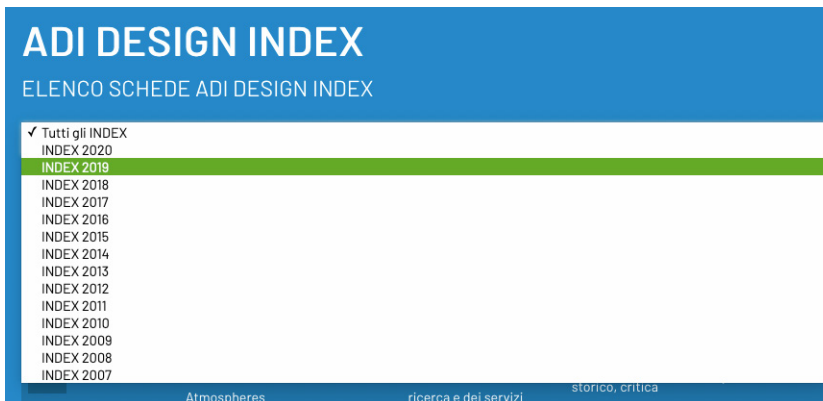 ADI DESIGN INDEX
ELENCO SCHEDE ADI DESIGN INDEX
✓ Tutti gli INDEX
INDEX 2020
INDEX 2019
INDEX 2018
INDEX 2017
INDEX 2016
INDEX 2015
INDEX 2014
INDEX 2013
INDEX 2012
INDEX 2011
INDEX 2010
INDEX 2009
INDEX 2008
INDEX 2007
storico, critica
Atmospheres ricerca e dei servizi